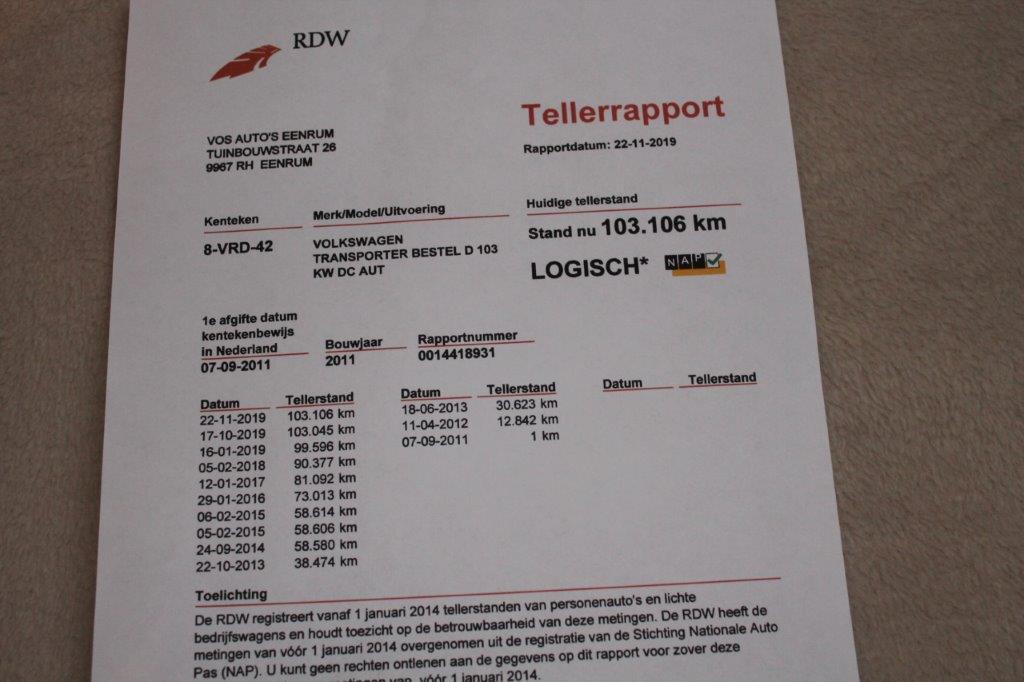 RDW
Tellerrapport
Rapportdatum: 22-11-2019
VOS AUTO'S EENRUM
TUINBOUWSTRAAT 26
9967 RH EENRUM
Kenteken
8-VRD-42
Merk/Model/Uitvoering
VOLKSWAGEN
TRANSPORTER BESTEL D 103
KW DC AUT
Huidige tellerstand
Stand nu 103.106 km
LOGISCH* NAP
1e afgifte datum
kentekenbewijs
in Nederland
07-09-2011
Bouwjaar
2011
Rapportnummer
0014418931
Datum Tellerstand
22-11-2019 103.106 km
17-10-2019 103.045 km
16-01-2019 99.596 km
05-02-2018 90.377 km
12-01-2017 81.092 km
29-01-2016 73.013 km
06-02-2015 58.614 km
05-02-2015 58.606 km
24-09-2014 58.580 km
22-10-2013 38.474 km
Datum Tellerstand
18-06-2013 30.623 km
11-04-2012 12.842 km
07-09-2011 1 km
Datum Tellerstand
Toelichting
De RDW registreert vanaf 1 januari 2014 tellerstanden van personenauto's en lichte
bedrijfswagens en houdt toezicht op de betrouwbaarheid van deze metingen. De RDW heeft de
metingen van vóór 1 januari 2014 overgenomen uit de registratie van de Stichting Nationale Auto
Pas (NAP). U kunt geen rechten ontlenen aan de gegevens op dit rapport voor zover deze
van vóór 1 januari 2014.